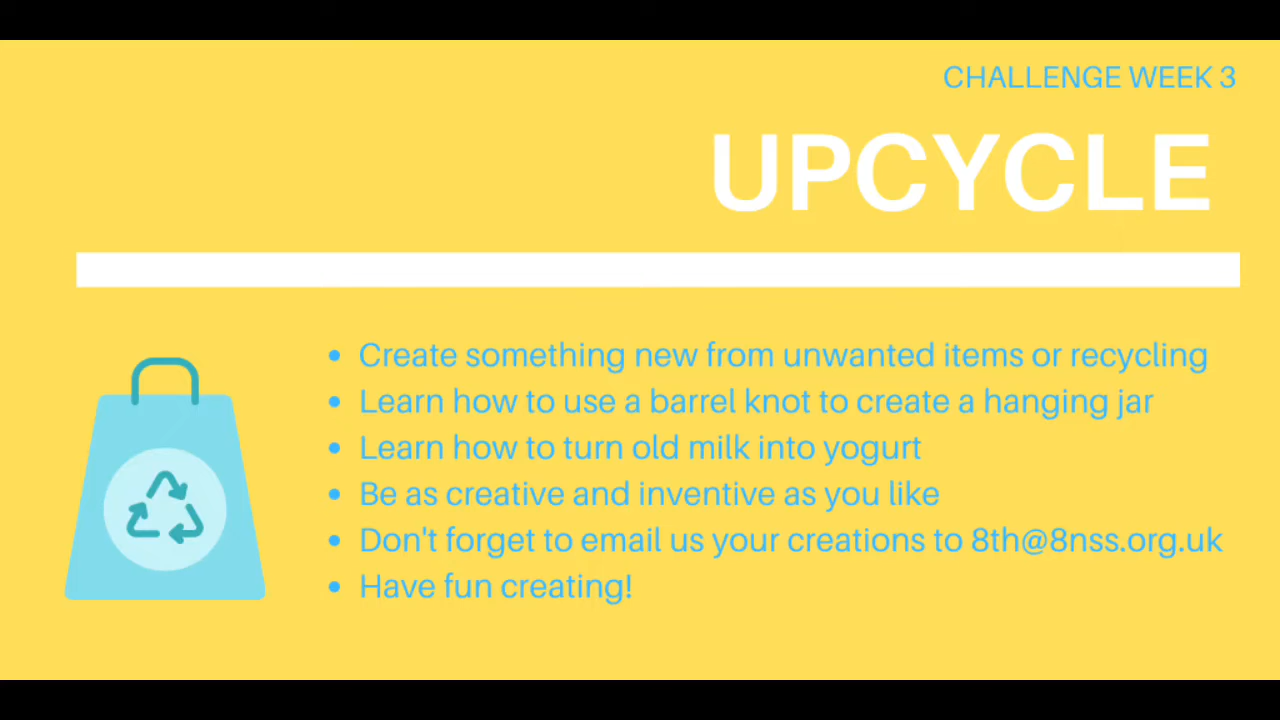 CHALLENGE WEEK 3
UPCYCLE
• Create something new from unwanted items or recycling
• Learn how to use a barrel knot to create a hanging jar
• Learn how to turn old milk into yogurt
• Be as creative and inventive as you like
• Don't forget to email us your creations to 8th@8nss.org.uk
• Have fun creating!